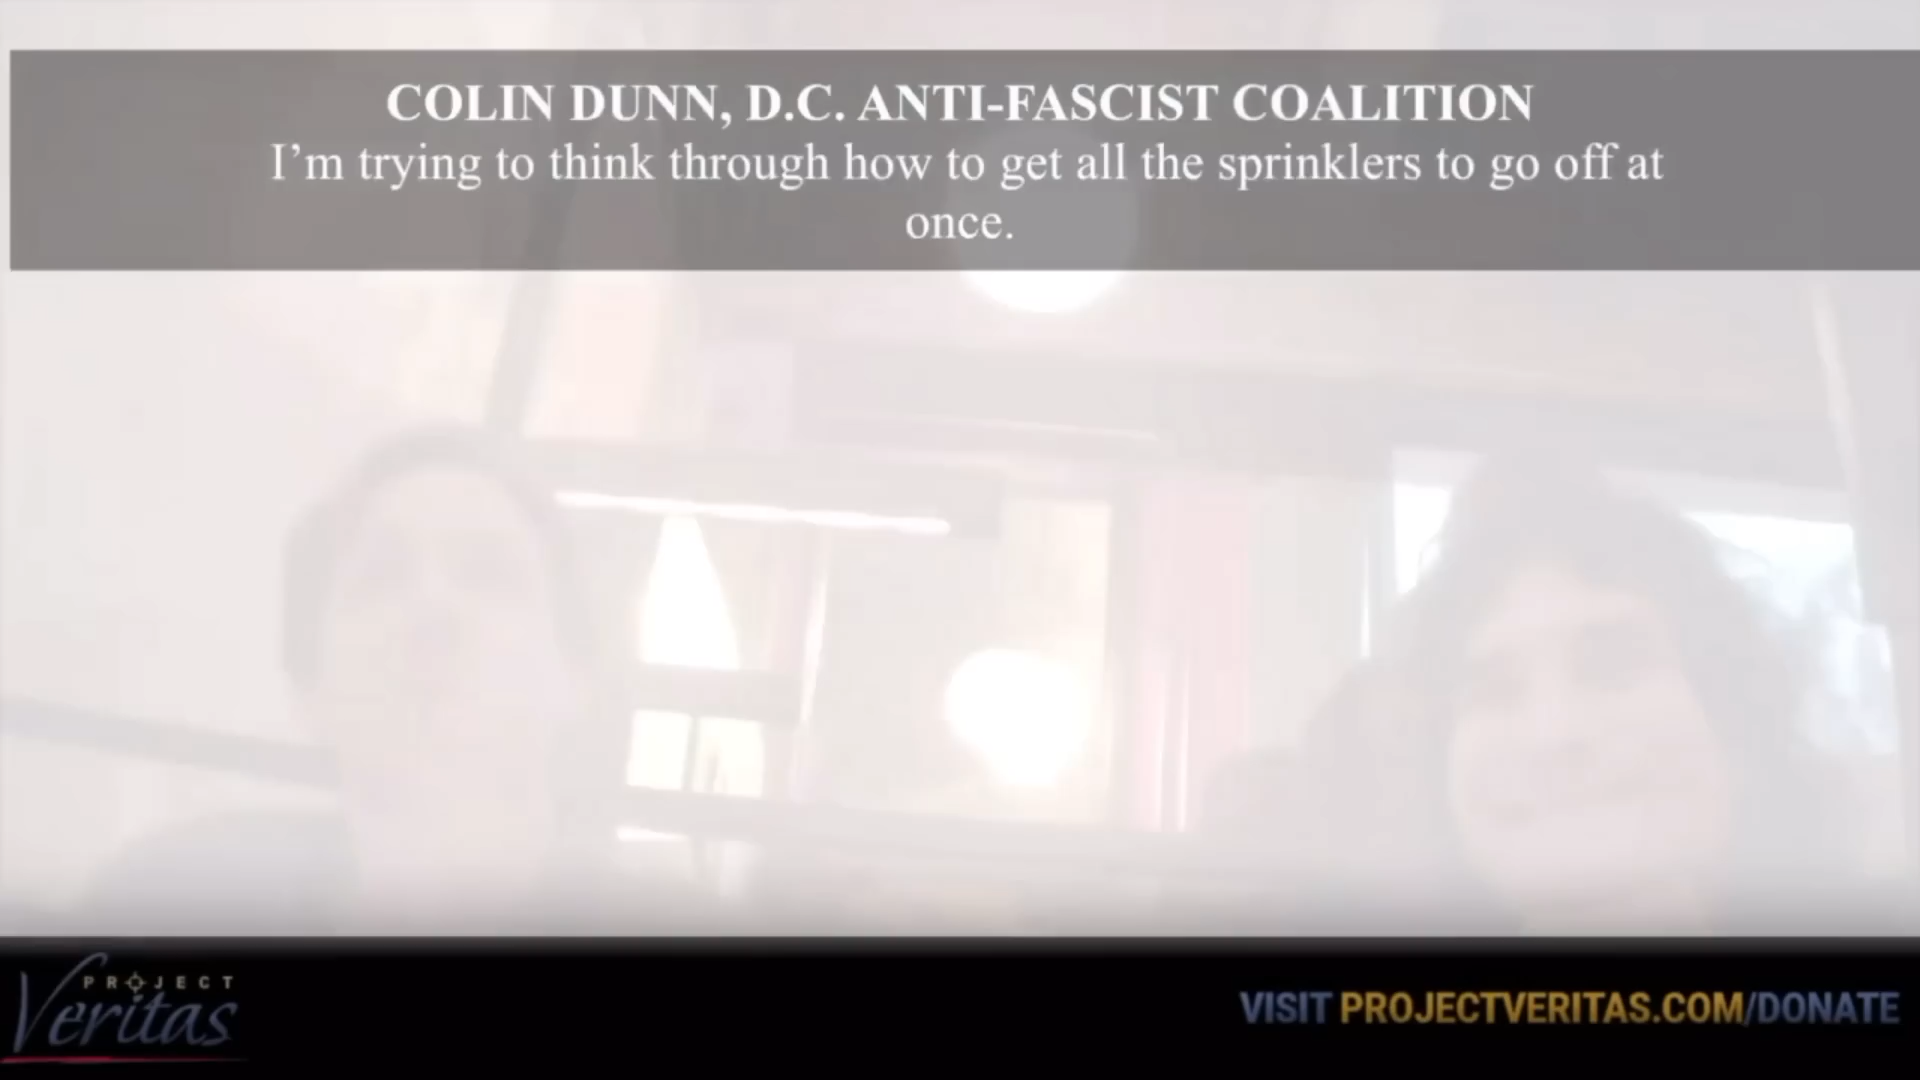 COLIN DUNN, D.C. ANTI-FASCIST COALITION
I’m trying to think through how to get all the sprinklers to go off at
once.
PROJECT
Veritas
VISIT PROJECTVERITAS.COM/DONATE